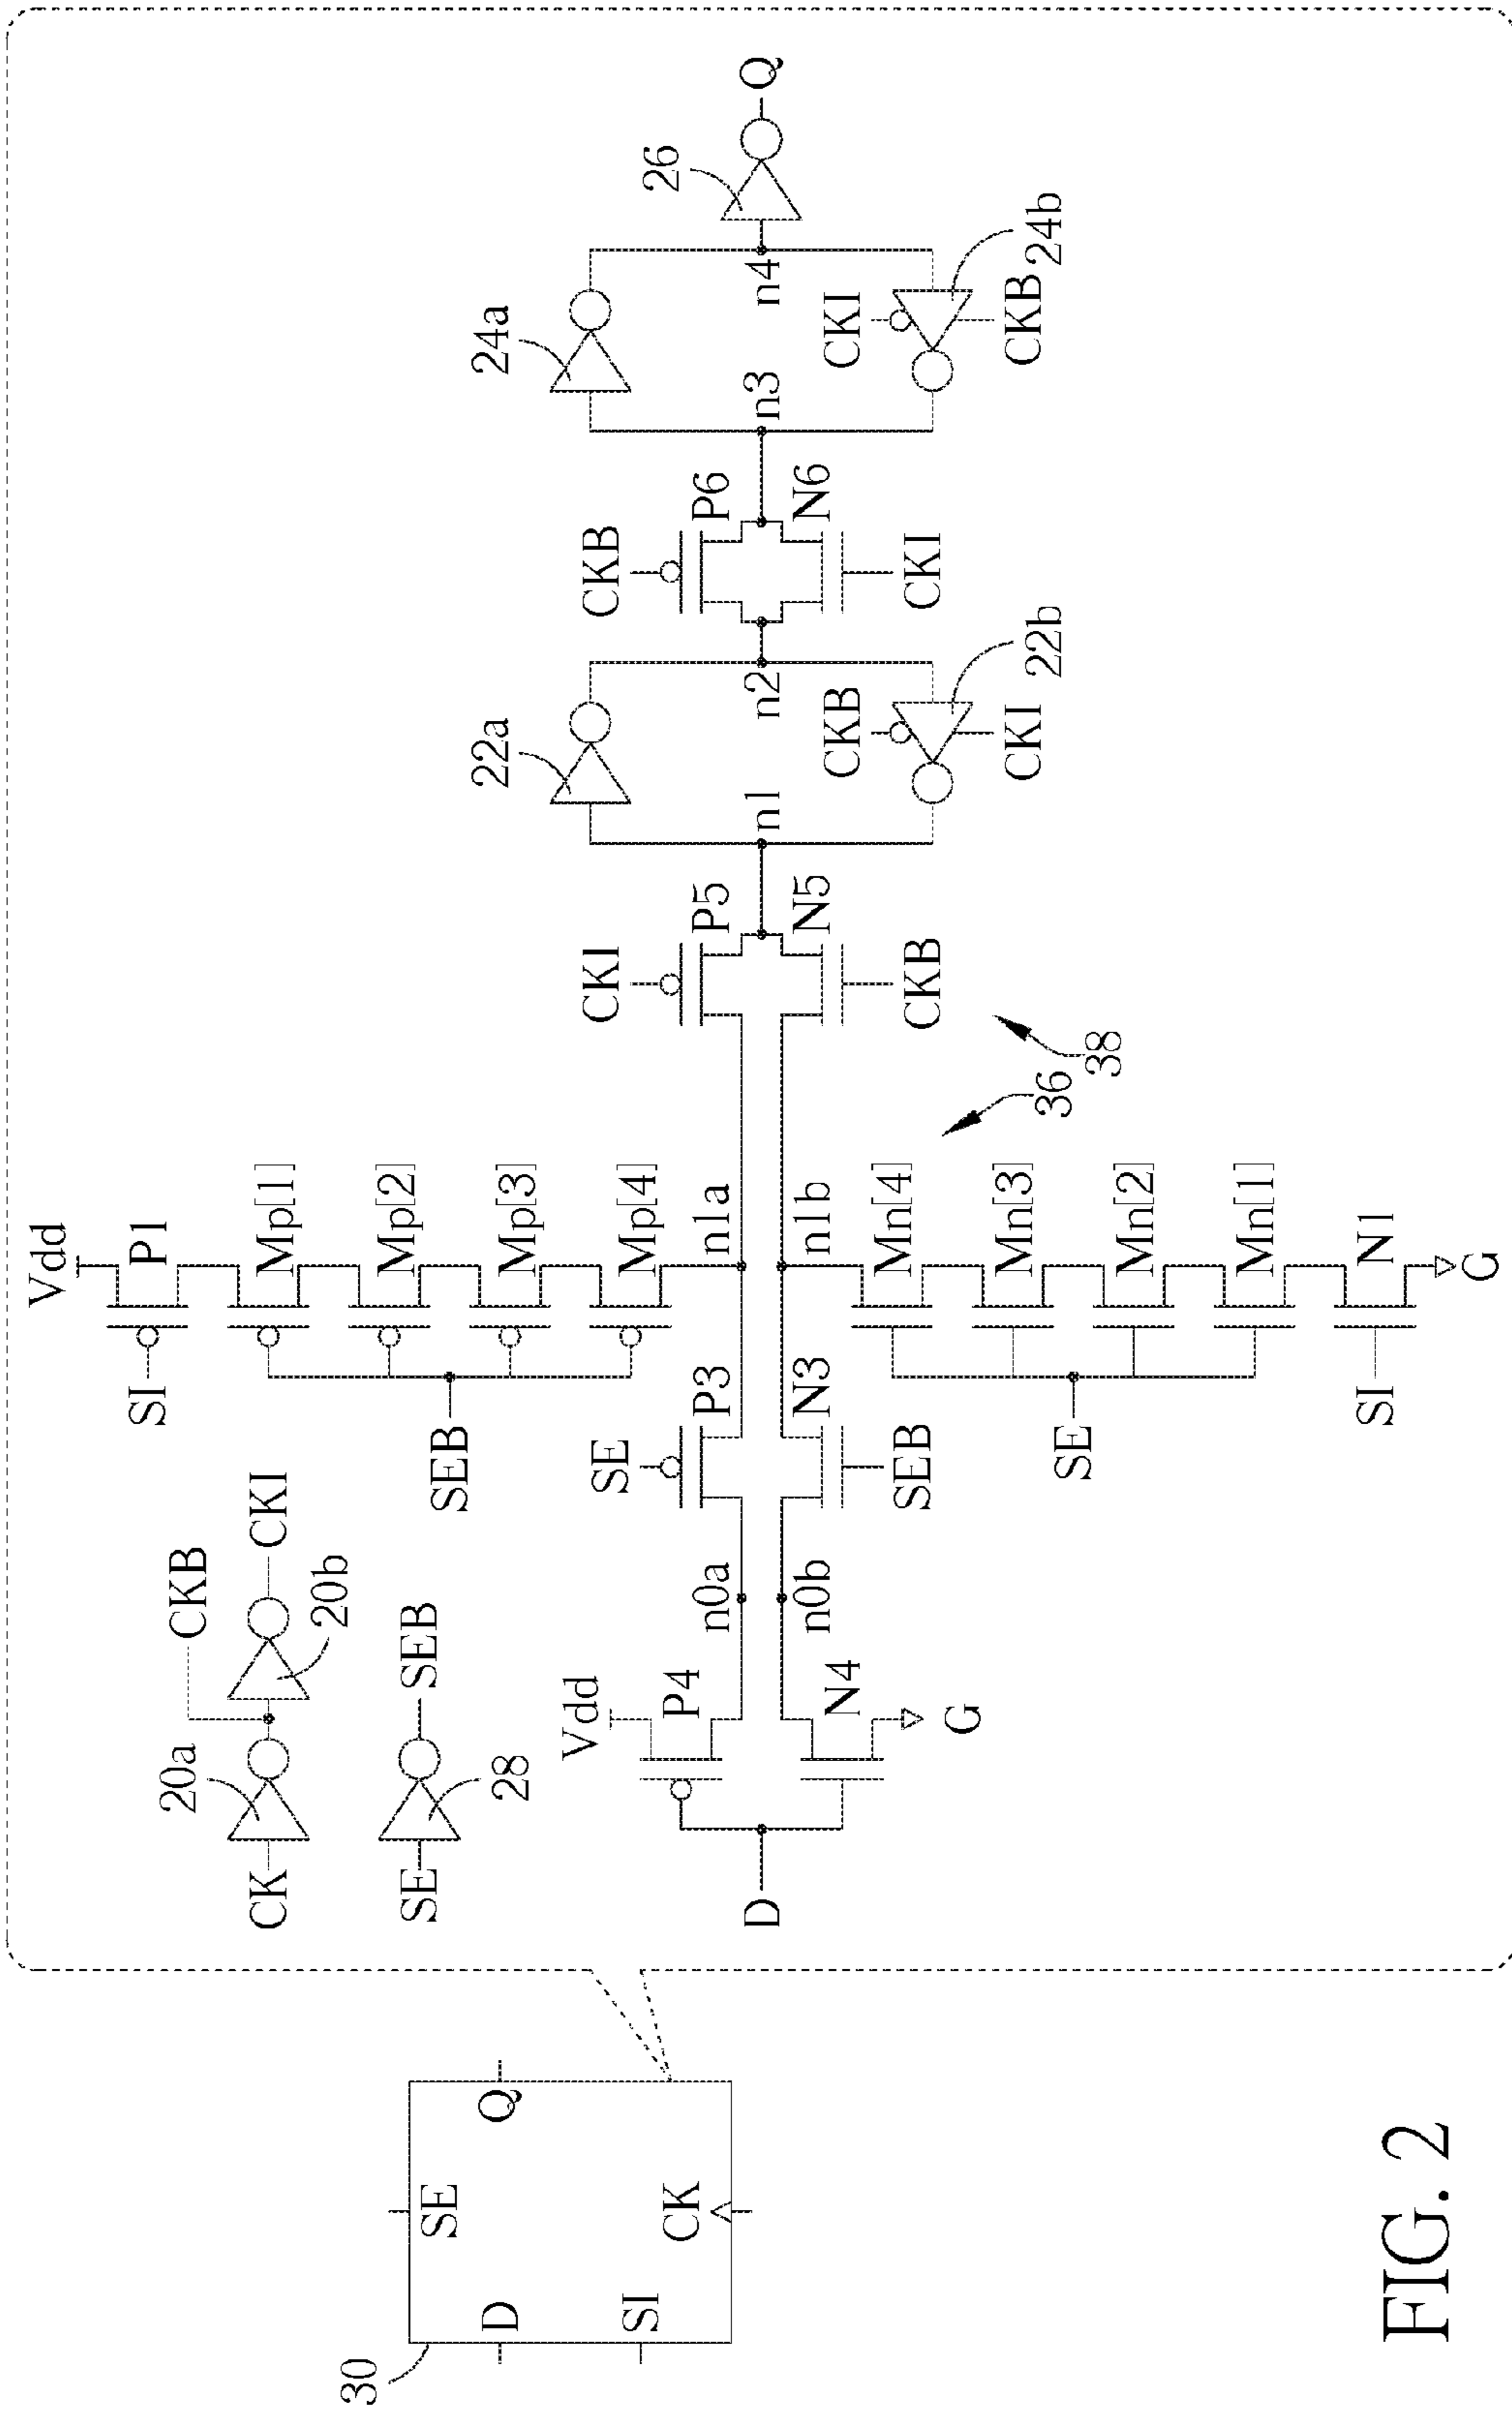 30
D
SI
SE
CK
Q
FIG. 2
CK
20a
CKB
20b
CKI
SE
28
SEB
Vdd
SI
P1
Mp[1]
Mp[2]
Mp[3]
Mp[4]
SEB
D
Vdd
P4
N4
G
n0a
n0b
SE
P3
N3
SEB
n1a
n1b
Mn[4]
Mn[3]
Mn[2]
Mn[1]
SE
SI
N1
G
36
38
CKI
P5
N5
CKB
n1
22a
n2
CKB
CKI
22b
CKB
P6
N6
CKI
n3
24a
n4
CKI
CKB
24b
26
Q